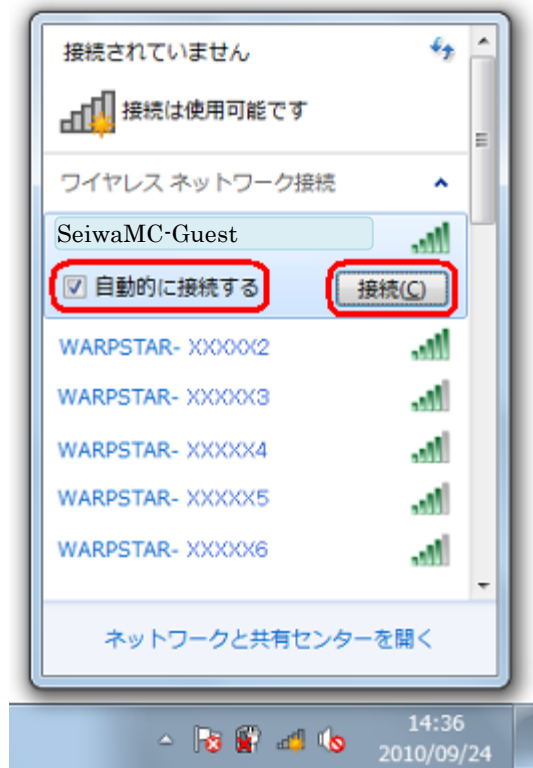 接続されていません
接続は使用可能です
ワイヤレス ネットワーク接続
SeiwaMC-Guest
自動的に接続する
接続(C)
WARPSTAR- XXXXX2
WARPSTAR- XXXXX3
WARPSTAR- XXXXX4
WARPSTAR- XXXXX5
WARPSTAR- XXXXX6
ネットワークと共有センターを開く
14:36
2010/09/24